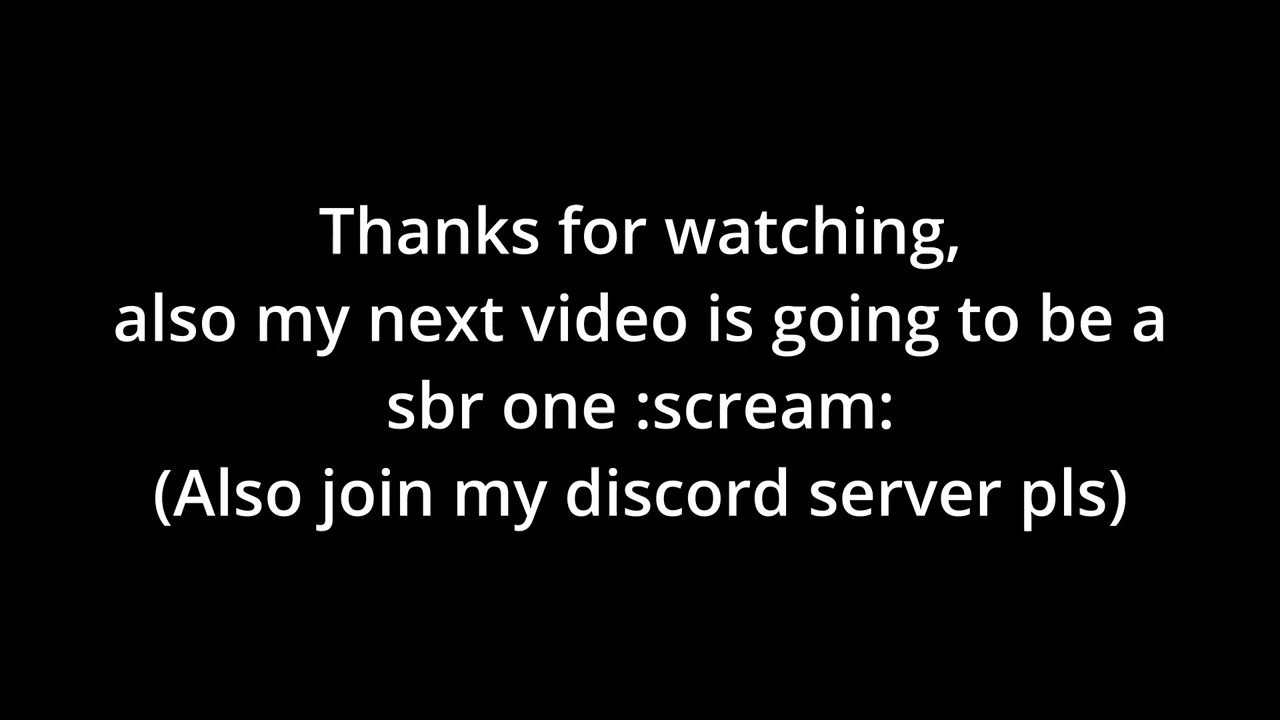 Thanks for watching,
also my next video is going to be a
sbr one :scream:
(Also join my discord server pls)